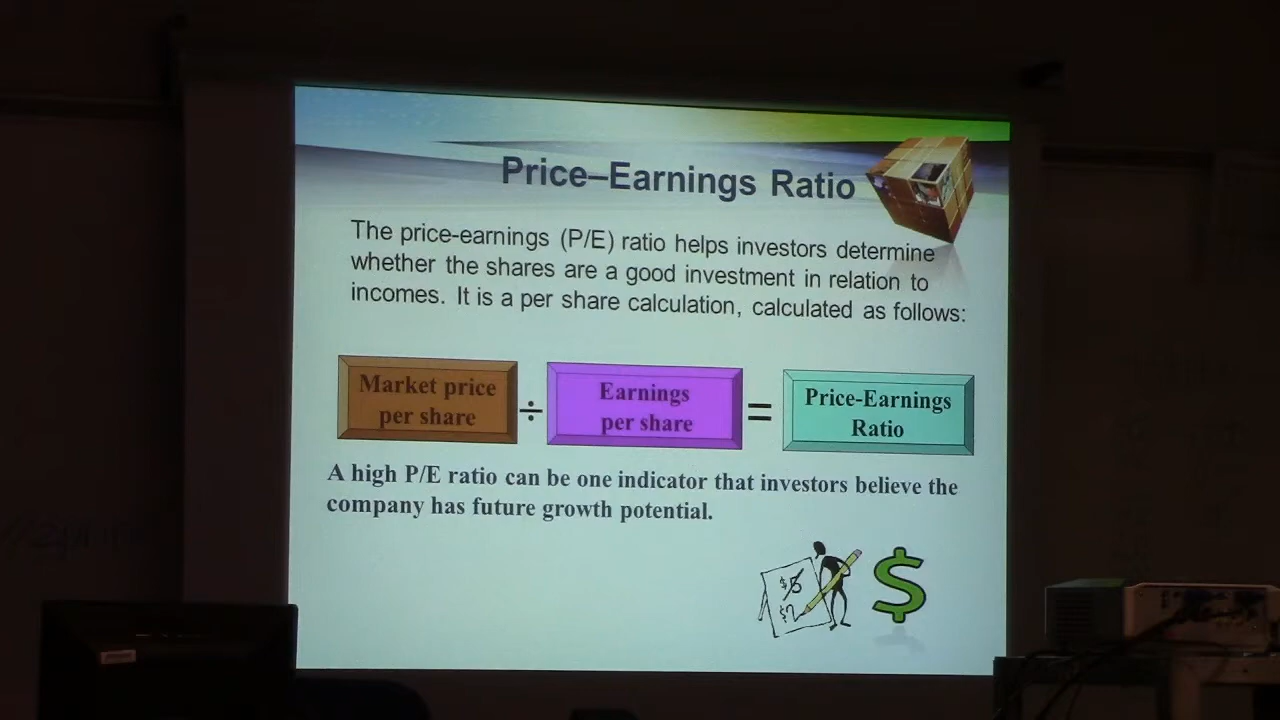 Price–Earnings Ratio
The price-earnings (P/E) ratio helps investors determine
whether the shares are a good investment in relation to
incomes. It is a per share calculation, calculated as follows:
Market price
per share
÷
Earnings
per share
=
Price-Earnings
Ratio
A high P/E ratio can be one indicator that investors believe the
company has future growth potential.
$5
$2
$